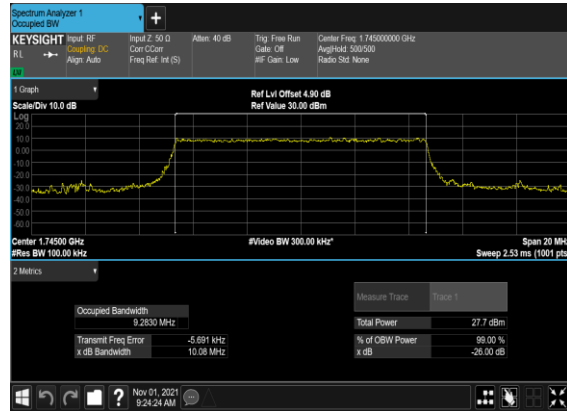 Spectrum Analyzer 1
Occupied BW
+
KEYSIGHT Input: RF Input Z: 50 Ω Atten: 40 dB Trig: Free Run Center Freq: 1.745000000 GHz
RL Coupling: DC Corr CCorr Gate: Off Avg|Hold: 500/500
Align: Auto Freq Ref: Int (S) #IF Gain: Low Radio Std: None
1 Graph
Ref Lvl Offset 4.90 dB
Scale/Div 10.0 dB Ref Value 30.00 dBm
Log
20.0
10.0
0.00
-10.0
-20.0
-30.0
-40.0
-50.0
-60.0
Center 1.74500 GHz #Video BW 300.00 kHz* Span 20 MHz
#Res BW 100.00 kHz Sweep 2.53 ms (1001 pts
2 Metrics
Measure Trace Trace 1
Occupied Bandwidth
9.2830 MHz Total Power 27.7 dBm
Transmit Freq Error -5.691 kHz % of OBW Power 99.00 %
x dB Bandwidth 10.08 MHz x dB -26.00 dB
? Nov 01, 2021
9:24:24 AM